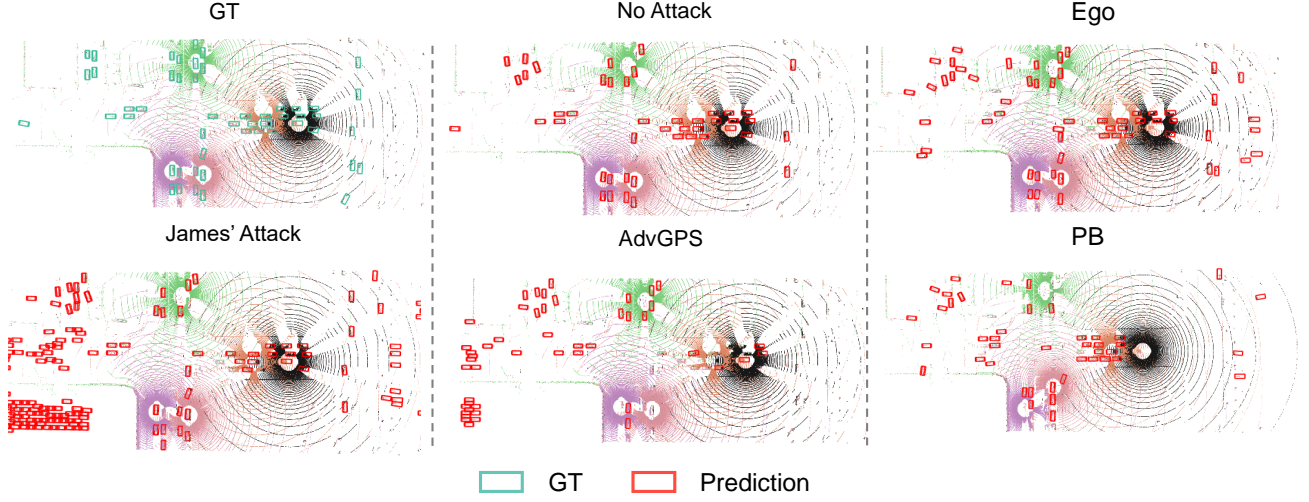 GT
No Attack
Ego
James' Attack
AdvGPS
PB
GT
Prediction